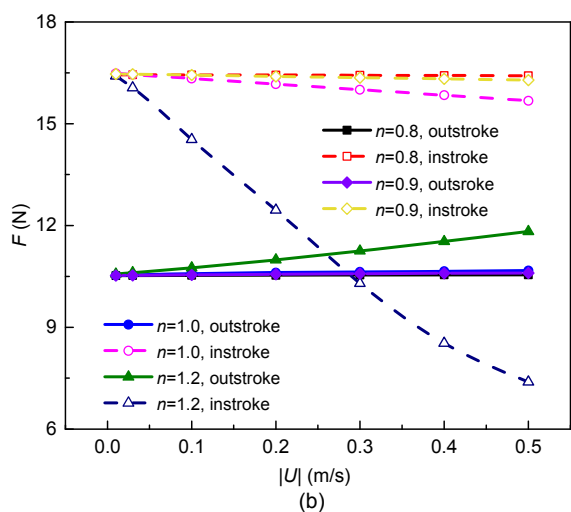 18
15
12
9
6
F (N)
n=0.8, outstroke
n=0.8, instroke
n=0.9, outsroke
n=0.9, instroke
n=1.0, outstroke
n=1.0, instroke
n=1.2, outstroke
n=1.2, instroke
0.0 0.1 0.2 0.3 0.4 0.5
|U| (m/s)
(b)